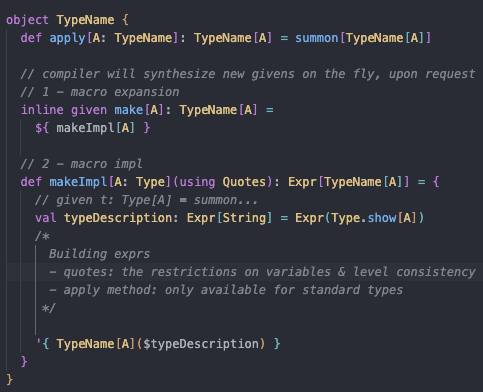 object TypeName {
def apply[A: TypeName]: TypeName[A] = summon[TypeName[A]]
// compiler will synthesize new givens on the fly, upon request
// 1 - macro expansion
inline given make[A]: TypeName[A] =
${ makeImpl[A] }
// 2 - macro impl
def makeImpl[A: Type](using Quotes): Expr[TypeName[A]] = {
// given t: Type[A] = summon...
val typeDescription: Expr[String] = Expr(Type.show[A])
/*
Building exprs
- quotes: the restrictions on variables & level consistency
- apply method: only available for standard types
*/
'{ TypeName[A]($typeDescription) }
}
}